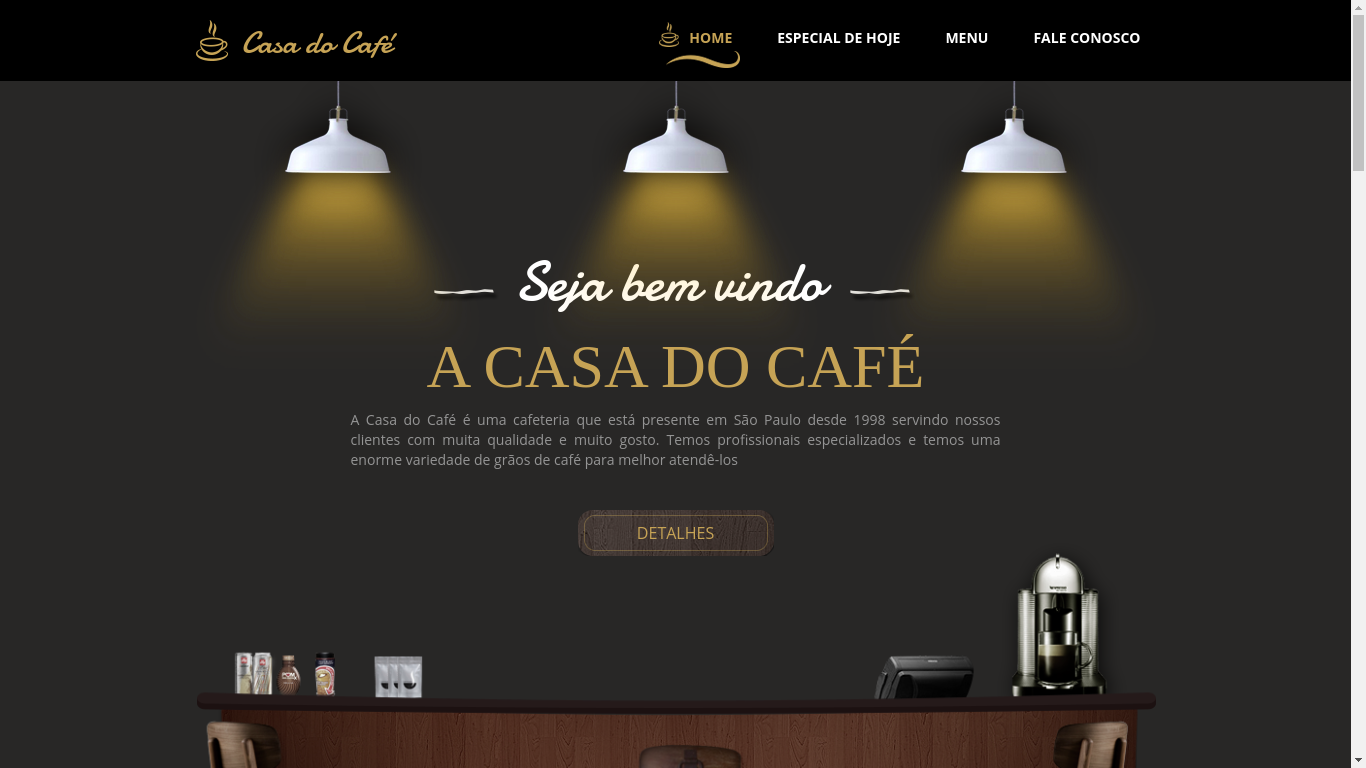 Casa do Café
HOME
ESPECIAL DE HOJE
MENU
FALE CONOSCO
Seja bem vindo
A CASA DO CAFÉ
A Casa do Café é uma cafeteria que está presente em São Paulo desde 1998 servindo nossos
clientes com muita qualidade e muito gosto. Temos profissionais especializados e temos uma
enorme variedade de grãos de café para melhor atendê-los
DETALHES
POM